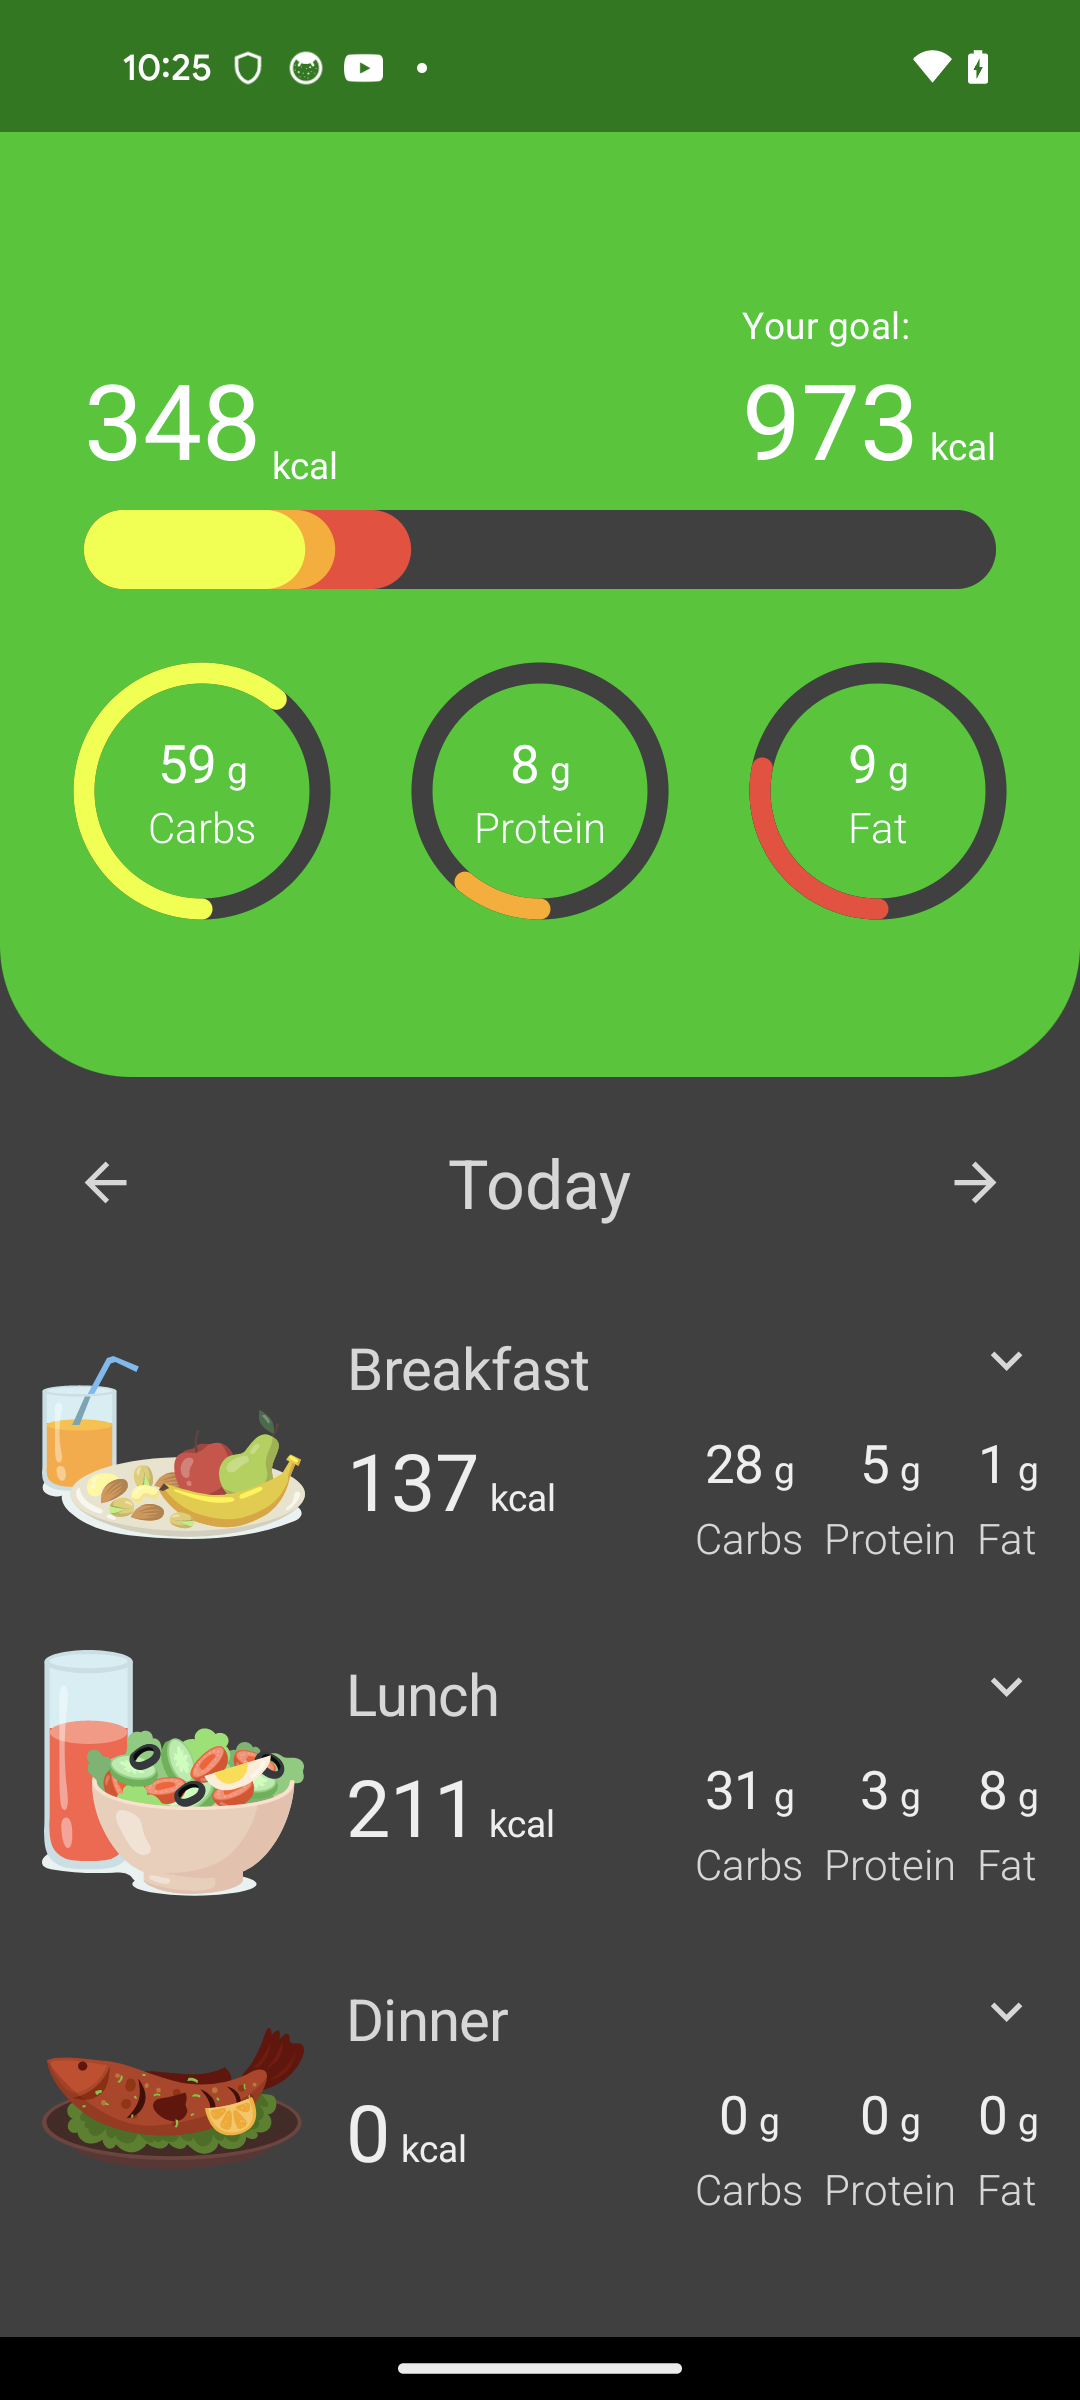 10:25
Your goal:
348 kcal
973 kcal
59 g
Carbs
8 g
Protein
9 g
Fat
Today
Breakfast
137 kcal
28 g 5 g 1 g
Carbs Protein Fat
Lunch
211 kcal
31 g 3 g 8 g
Carbs Protein Fat
Dinner
0 kcal
0 g 0 g 0 g
Carbs Protein Fat